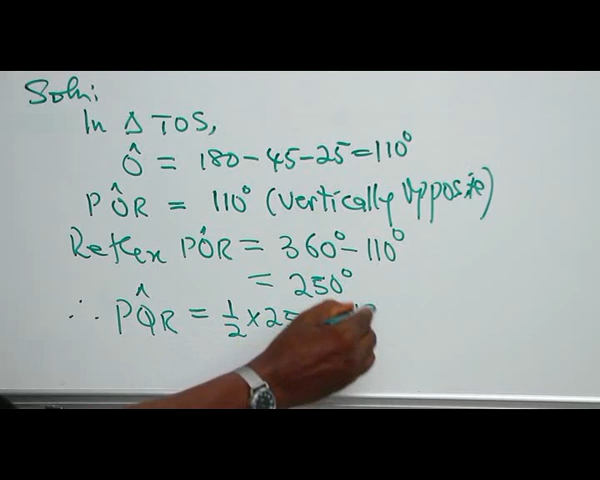 Soln:
In Δ TOS,
Ô = 180 - 45 - 25 = 110°
PÔR = 110° (Vertically Opposite)
Reflex PÔR = 360° - 110°
= 250°
∴ PQ̂R = 1/2 × 25